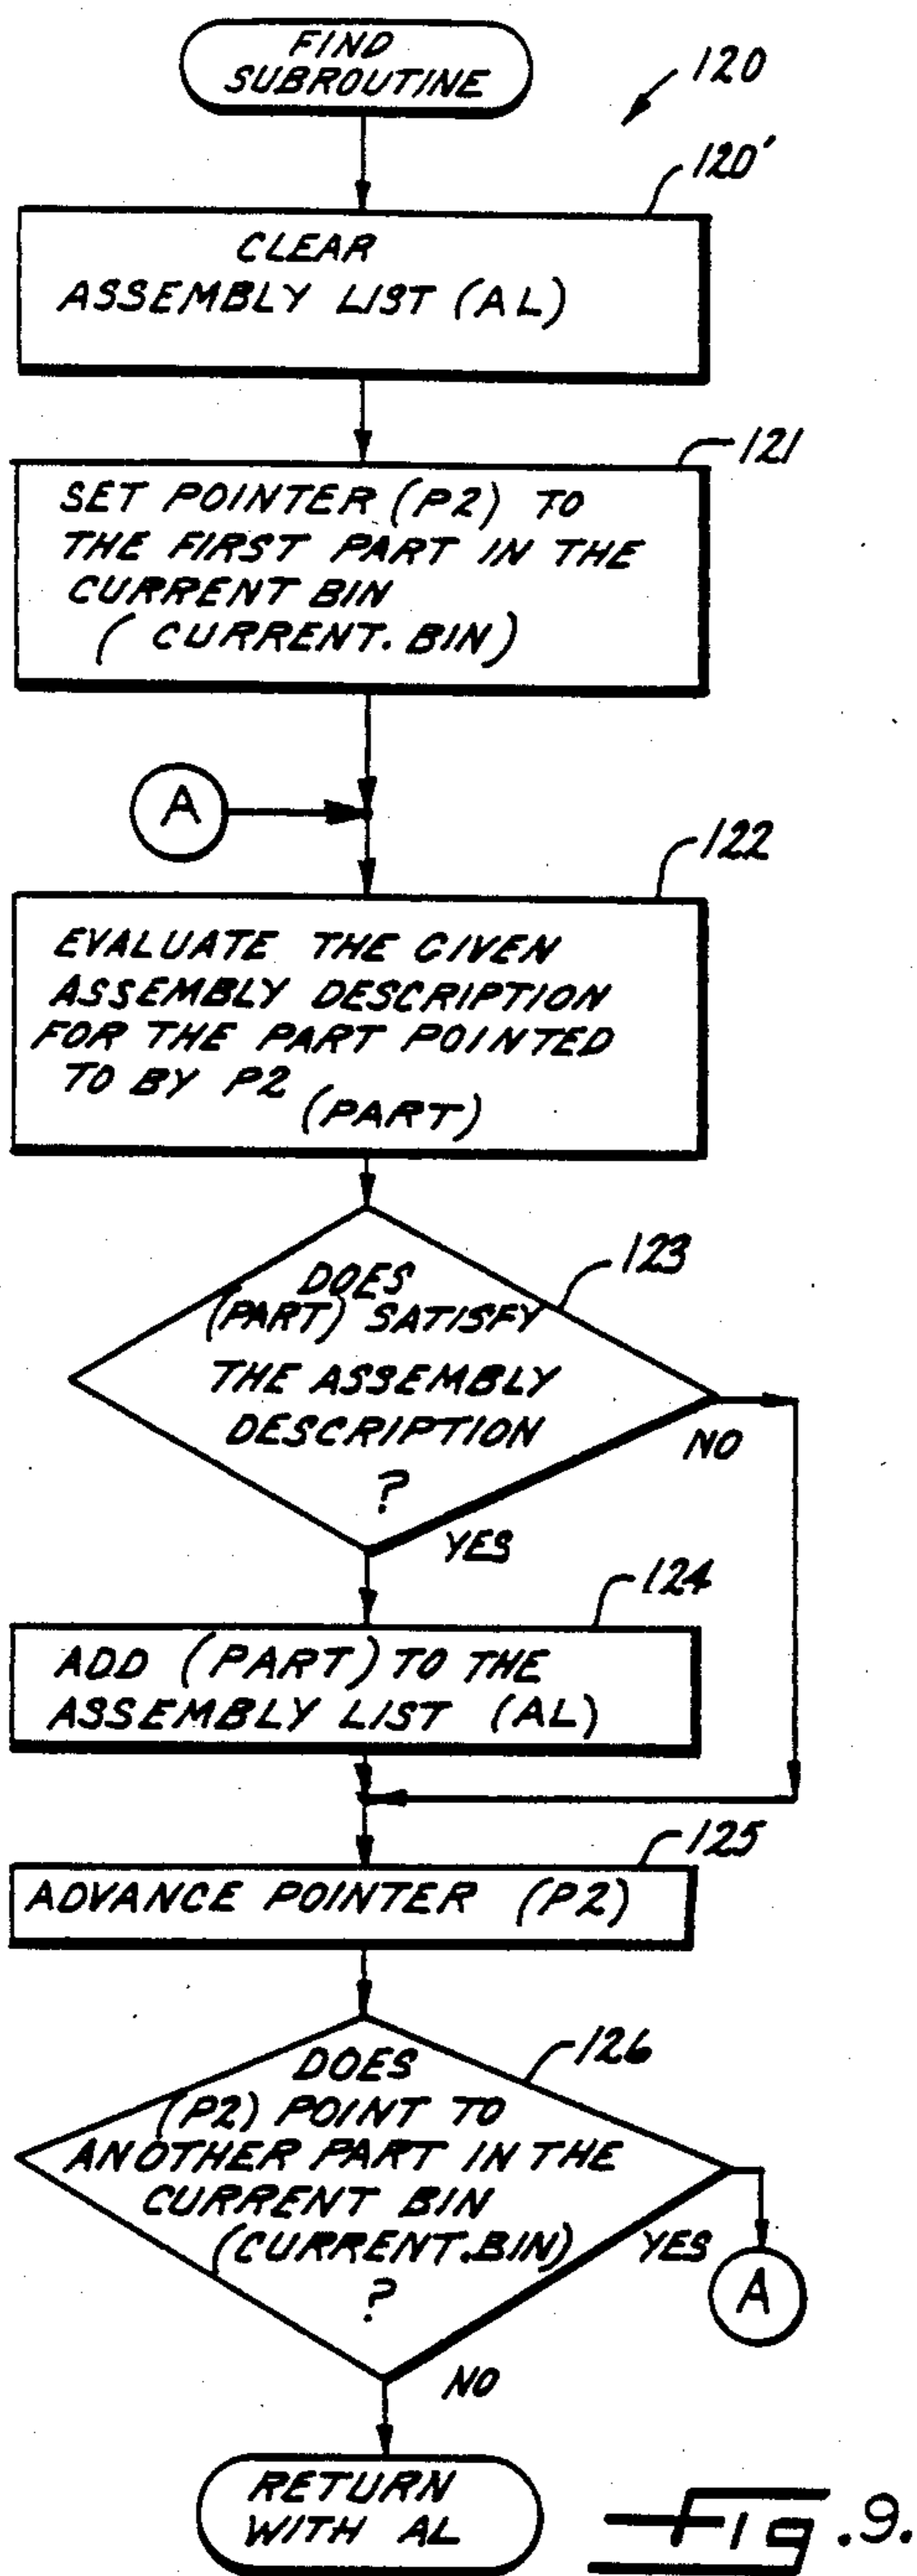 FIND
SUBROUTINE
120
120'
CLEAR
ASSEMBLY LIST (AL)
121
SET POINTER (P2) TO
THE FIRST PART IN THE
CURRENT BIN
(CURRENT.BIN)
A
122
EVALUATE THE GIVEN
ASSEMBLY DESCRIPTION
FOR THE PART POINTED
TO BY P2 (PART)
123
DOES
(PART) SATISFY
THE ASSEMBLY
DESCRIPTION
?
NO
YES
124
ADD (PART) TO THE
ASSEMBLY LIST (AL)
125
ADVANCE POINTER (P2)
126
DOES
(P2) POINT TO
ANOTHER PART IN THE
CURRENT BIN
(CURRENT.BIN)
?
YES
A
NO
RETURN
WITH AL
Fig.9.